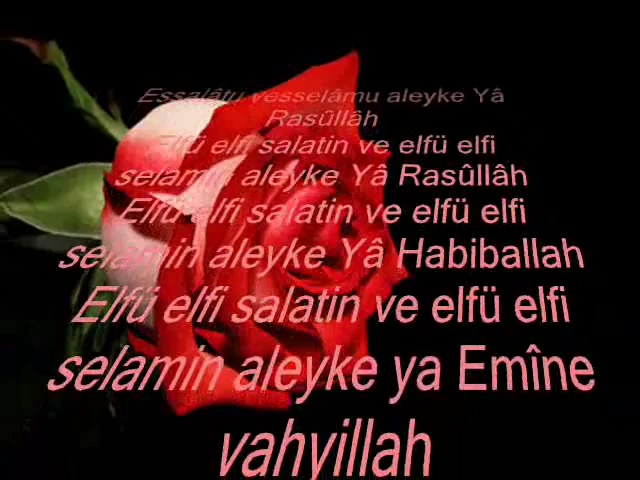 Essalâtu vesselâmu aleyke Yâ
Rasûllâh
Elfü elfi salatin ve elfü elfi
selamin aleyke Yâ Rasûllâh
Elfü elfi salatin ve elfü elfi
selamin aleyke Yâ Habiballah
Elfü elfi salatin ve elfü elfi
selamin aleyke ya Emîne
vahyillah